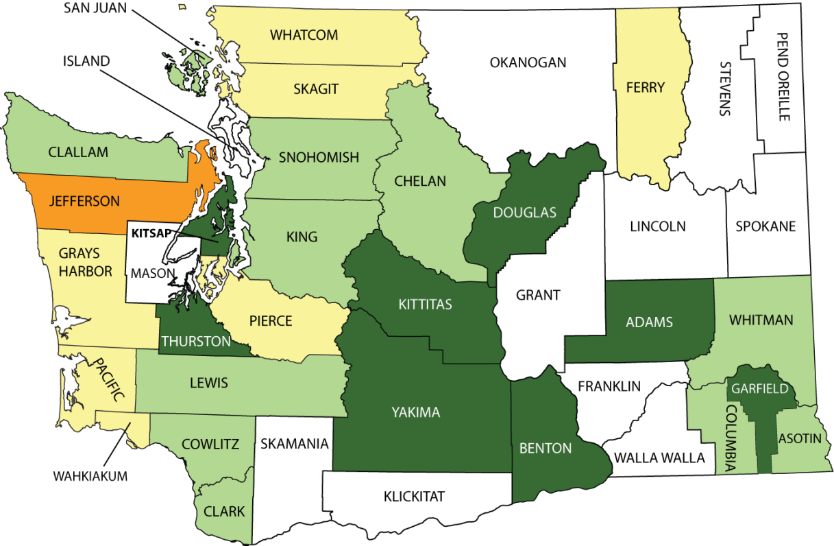 SAN JUAN
WHATCOM
ISLAND
OKANOGAN
PEND OREILLE
STEVENS
SKAGIT
FERRY
CLALLAM
SNOHOMISH
CHELAN
JEFFERSON
DOUGLAS
KITSAP
KING
LINCOLN
SPOKANE
GRAYS
HARBOR
MASON
GRANT
KITTITAS
PIERCE
ADAMS
WHITMAN
THURSTON
PACIFIC
LEWIS
FRANKLIN
GARFIELD
YAKIMA
COLUMBIA
ASOTIN
COWLITZ
SKAMANIA
BENTON
WALLA WALLA
WAHKIAKUM
KLICKITAT
CLARK